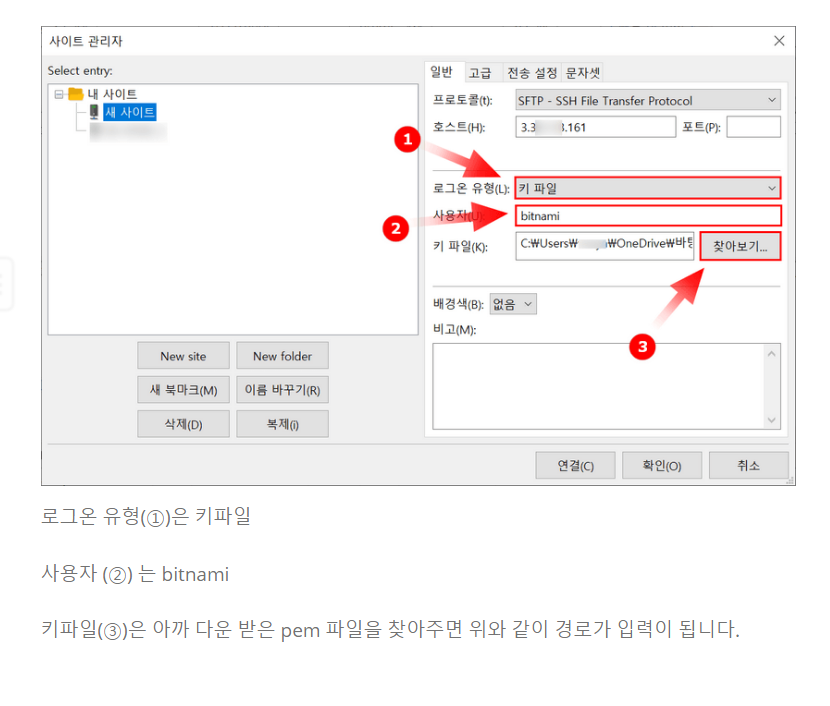 사이트 관리자
Select entry:
내 사이트
새 사이트
New site
New folder
새 북마크(M)
이름 바꾸기(R)
삭제(D)
복제(i)
일반 고급 전송 설정 문자셋
프로토콜(t): SFTP - SSH File Transfer Protocol
호스트(H): 3.3 3.161 포트(P):
1
로그온 유형(L): 키 파일
2
사용자(U): bitnami
키 파일(K): C:₩Users₩ ₩OneDrive₩바탕 찾아보기...
3
배경색(B): 없음
비고(M):
연결(C) 확인(O) 취소
로그온 유형(①)은 키파일
사용자 (②) 는 bitnami
키파일(③)은 아까 다운 받은 pem 파일을 찾아주면 위와 같이 경로가 입력이 됩니다.